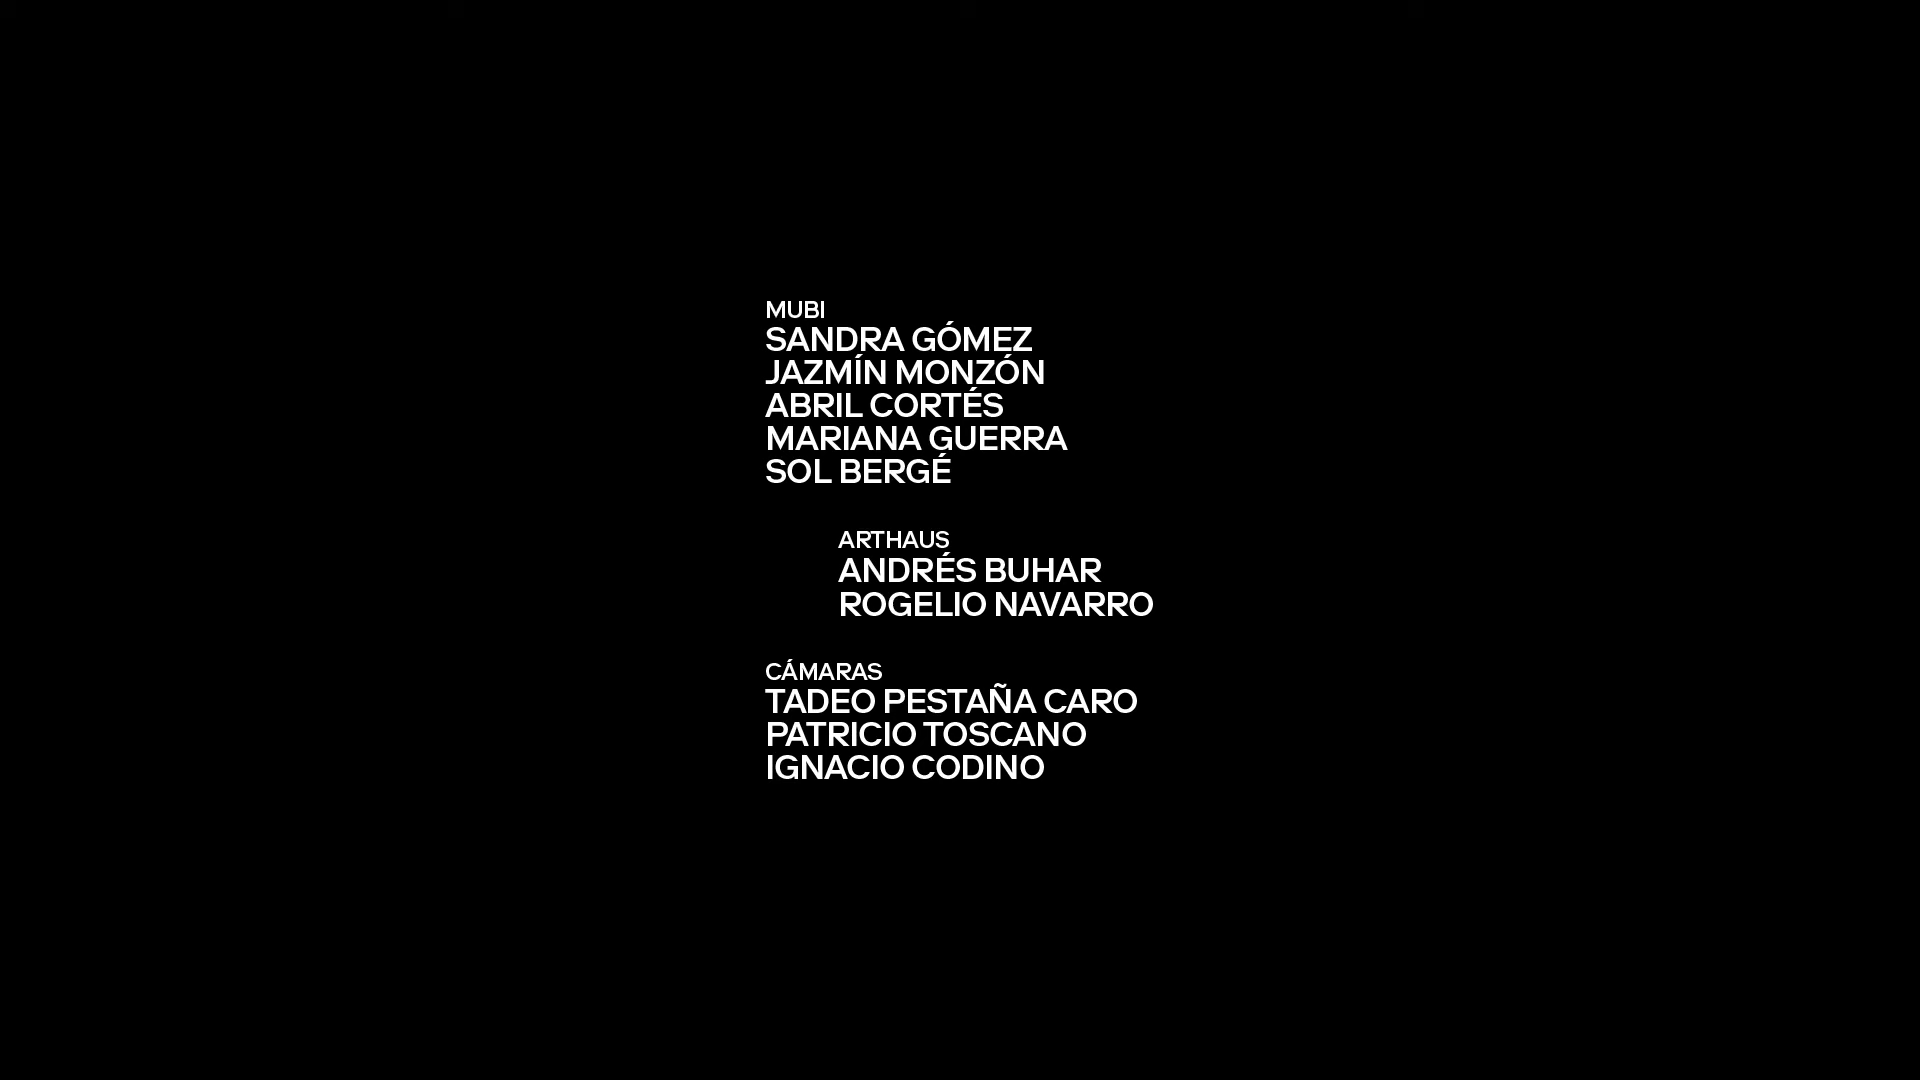 MUBI
SANDRA GÓMEZ
JAZMÍN MONZÓN
ABRIL CORTÉS
MARIANA GUERRA
SOL BERGÉ
ARTHAUS
ANDRÉS BUHAR
ROGELIO NAVARRO
CÁMARAS
TADEO PESTAÑA CARO
PATRICIO TOSCANO
IGNACIO CODINO